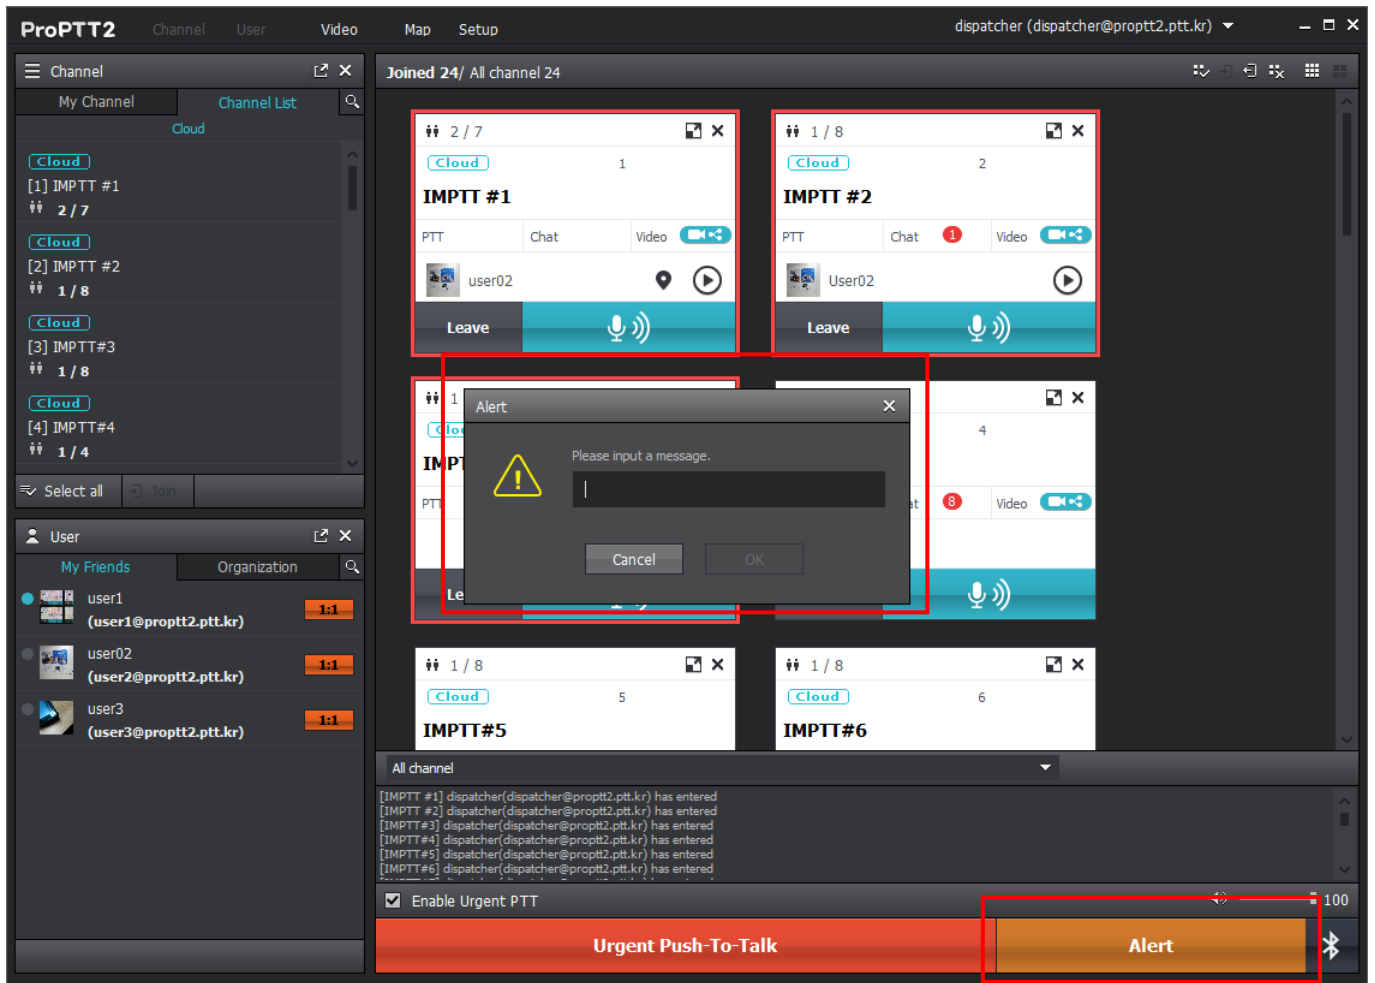 ProPTT2 Channel User Video Map Setup dispatcher (dispatcher@proptt2.ptt.kr)
Channel
My Channel Channel List
Cloud
Cloud
[1] IMPTT #1
2 / 7
Cloud
[2] IMPTT #2
1 / 8
Cloud
[3] IMPTT#3
1 / 8
Cloud
[4] IMPTT#4
1 / 4
Select all Join
User
My Friends Organization
user1
(user1@proptt2.ptt.kr)
1:1
user02
(user2@proptt2.ptt.kr)
1:1
user3
(user3@proptt2.ptt.kr)
1:1
Joined 24/ All channel 24
2 / 7
Cloud 1
IMPTT #1
PTT Chat Video
user02
Leave
1 / 8
Cloud 2
IMPTT #2
PTT Chat 1 Video
User02
Leave
1
Alert
Please input a message.
Cancel OK
4
8 Video
1 / 8
Cloud 5
IMPTT#5
1 / 8
Cloud 6
IMPTT#6
All channel
[IMPTT #1] dispatcher(dispatcher@proptt2.ptt.kr) has entered
[IMPTT #2] dispatcher(dispatcher@proptt2.ptt.kr) has entered
[IMPTT#3] dispatcher(dispatcher@proptt2.ptt.kr) has entered
[IMPTT#4] dispatcher(dispatcher@proptt2.ptt.kr) has entered
[IMPTT#5] dispatcher(dispatcher@proptt2.ptt.kr) has entered
[IMPTT#6] dispatcher(dispatcher@proptt2.ptt.kr) has entered
Enable Urgent PTT 100
Urgent Push-To-Talk Alert